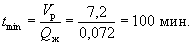 t_min = V_р / Q_ж = 7,2 / 0,072 = 100 мин.